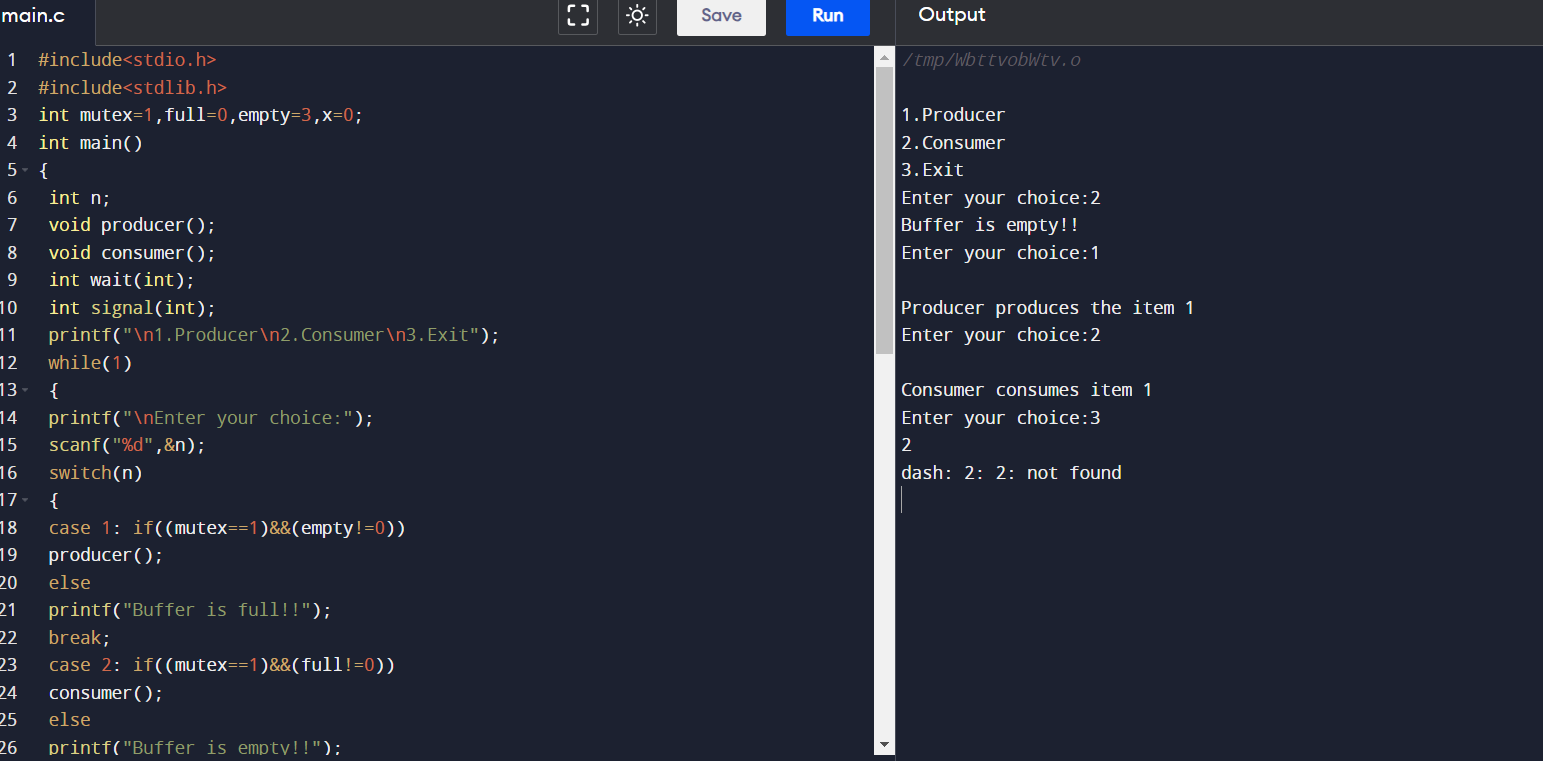 main.c
Save
Run
Output
1 #include<stdio.h>
2 #include<stdlib.h>
3 int mutex=1,full=0,empty=3,x=0;
4 int main()
5 {
6 int n;
7 void producer();
8 void consumer();
9 int wait(int);
10 int signal(int);
11 printf("\n1.Producer\n2.Consumer\n3.Exit");
12 while(1)
13 {
14 printf("\nEnter your choice:");
15 scanf("%d",&n);
16 switch(n)
17 {
18 case 1: if((mutex==1)&&(empty!=0))
19 producer();
20 else
21 printf("Buffer is full!!");
22 break;
23 case 2: if((mutex==1)&&(full!=0))
24 consumer();
25 else
26 printf("Buffer is empty!!");
/tmp/WbttvobWtv.o
1.Producer
2.Consumer
3.Exit
Enter your choice:2
Buffer is empty!!
Enter your choice:1
Producer produces the item 1
Enter your choice:2
Consumer consumes item 1
Enter your choice:3
2
dash: 2: 2: not found